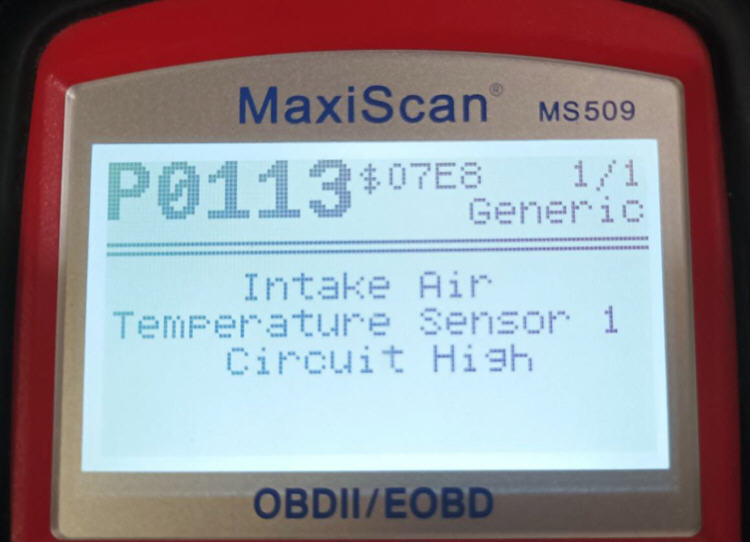 MaxiScan® MS509
P0113 $07E8 1/1
Generic
Intake Air
Temperature Sensor 1
Circuit High
OBDII/EOBD